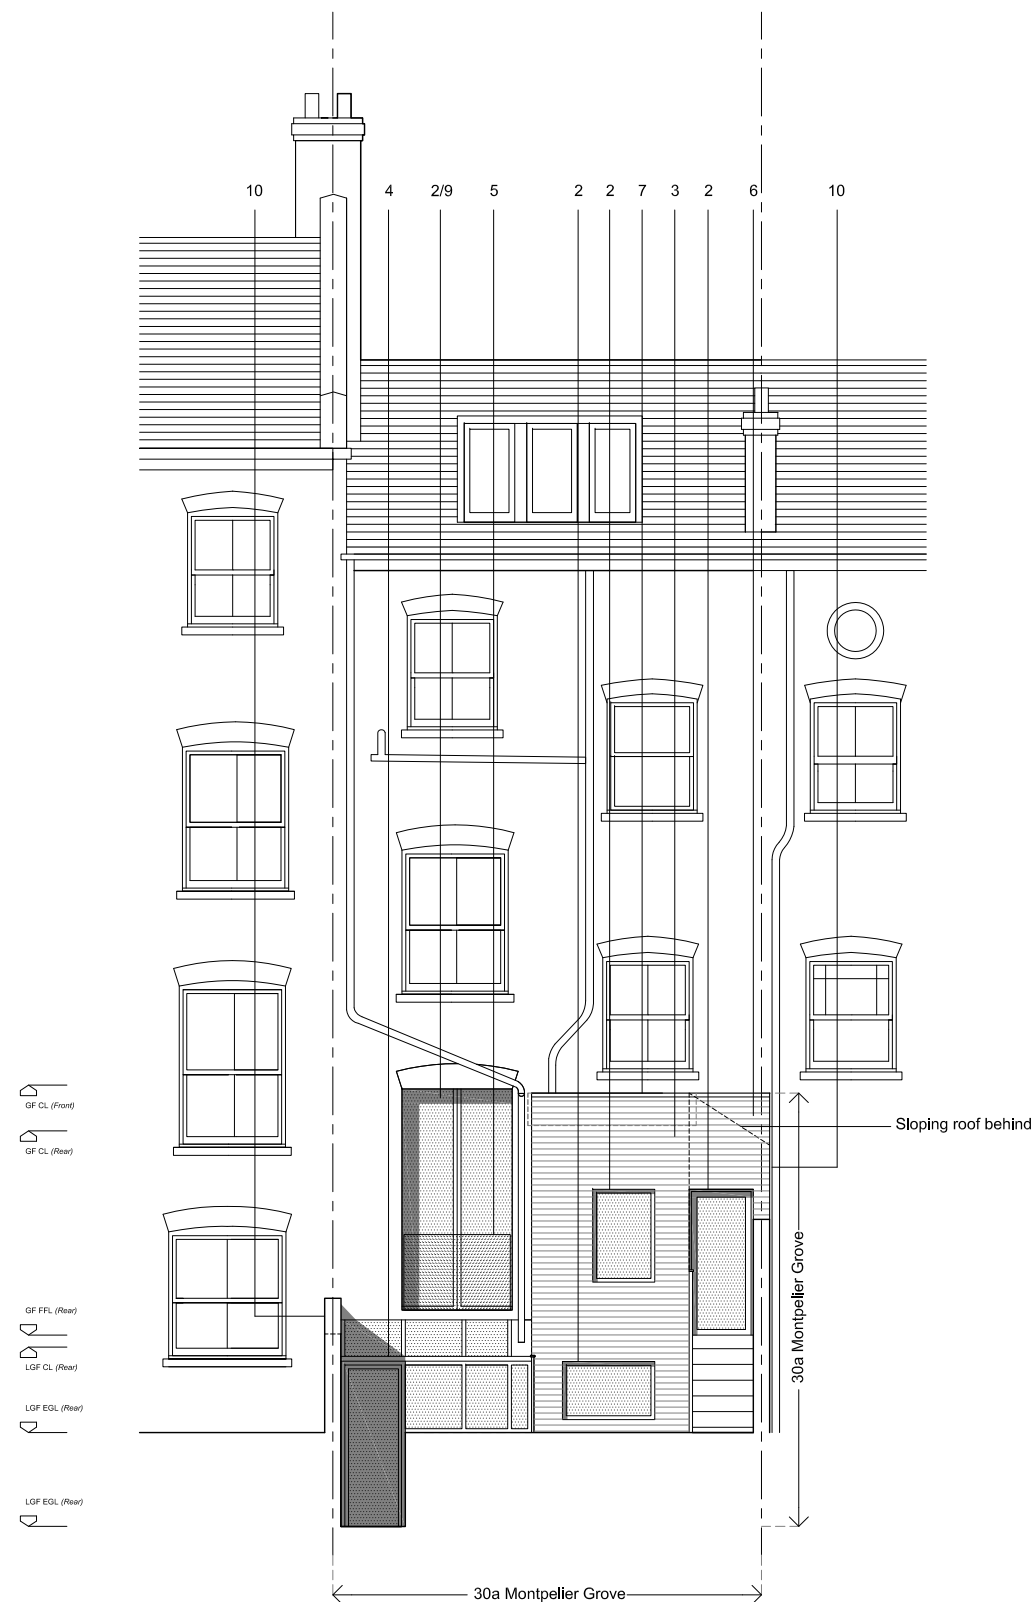 10
4
2/9
5
2
2
7
3
2
6
10
GF CL (Front)
Sloping roof behind
GF CL (Rear)
30a Montpelier Grove
GF FFL (Rear)
LGF CL (Rear)
LGF EGL (Rear)
LGF EGL (Rear)
30a Montpelier Grove